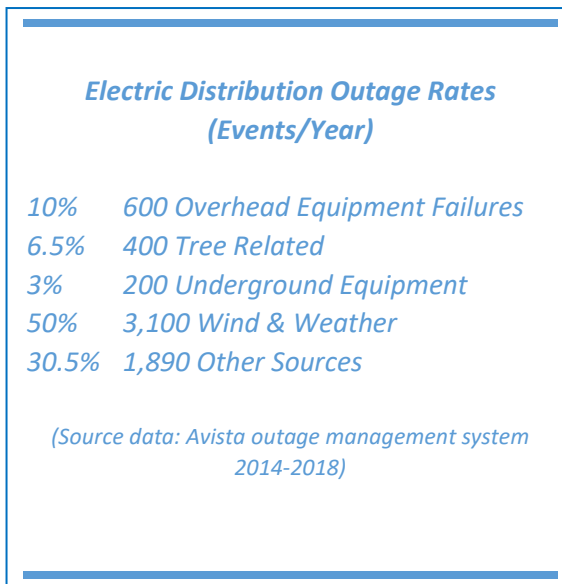 Electric Distribution Outage Rates
(Events/Year)
10% 600 Overhead Equipment Failures
6.5% 400 Tree Related
3% 200 Underground Equipment
50% 3,100 Wind & Weather
30.5% 1,890 Other Sources
(Source data: Avista outage management system
2014-2018)